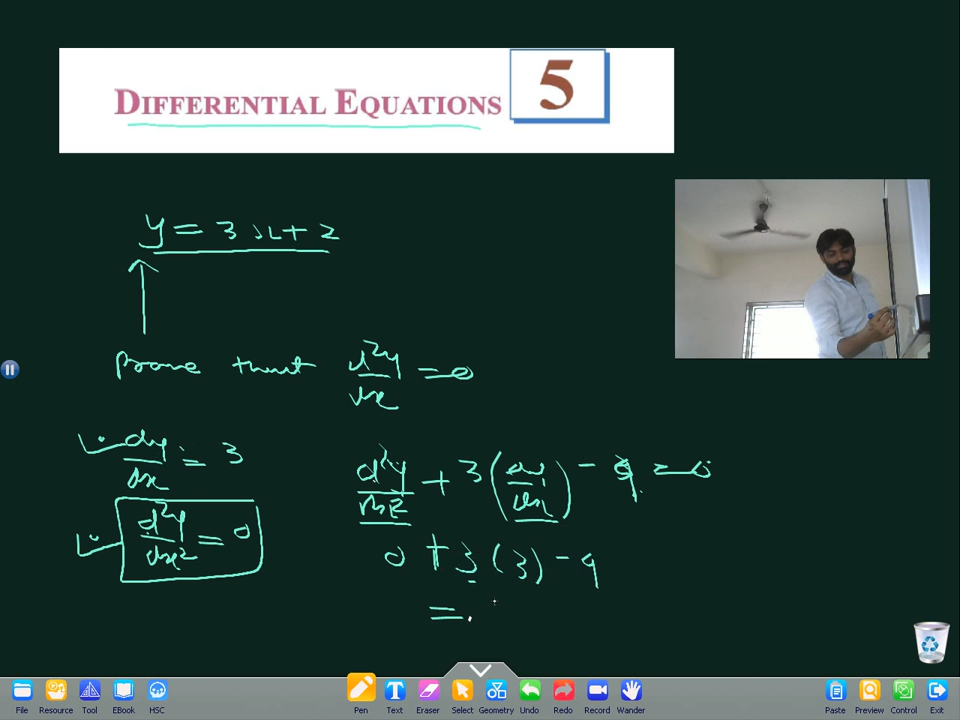 DIFFERENTIAL EQUATIONS 5
y = 3x + 2
Prove that d²y/dx = 0
dy/dx = 3
d²y/dx² = 0
d²y/dx² + 3(dy/dx) - 9 = 0
0 + 3(3) - 9
=
File Resource Tool EBook HSC Pen Text Eraser Select Geometry Undo Redo Record Wander Paste Preview Control Exit